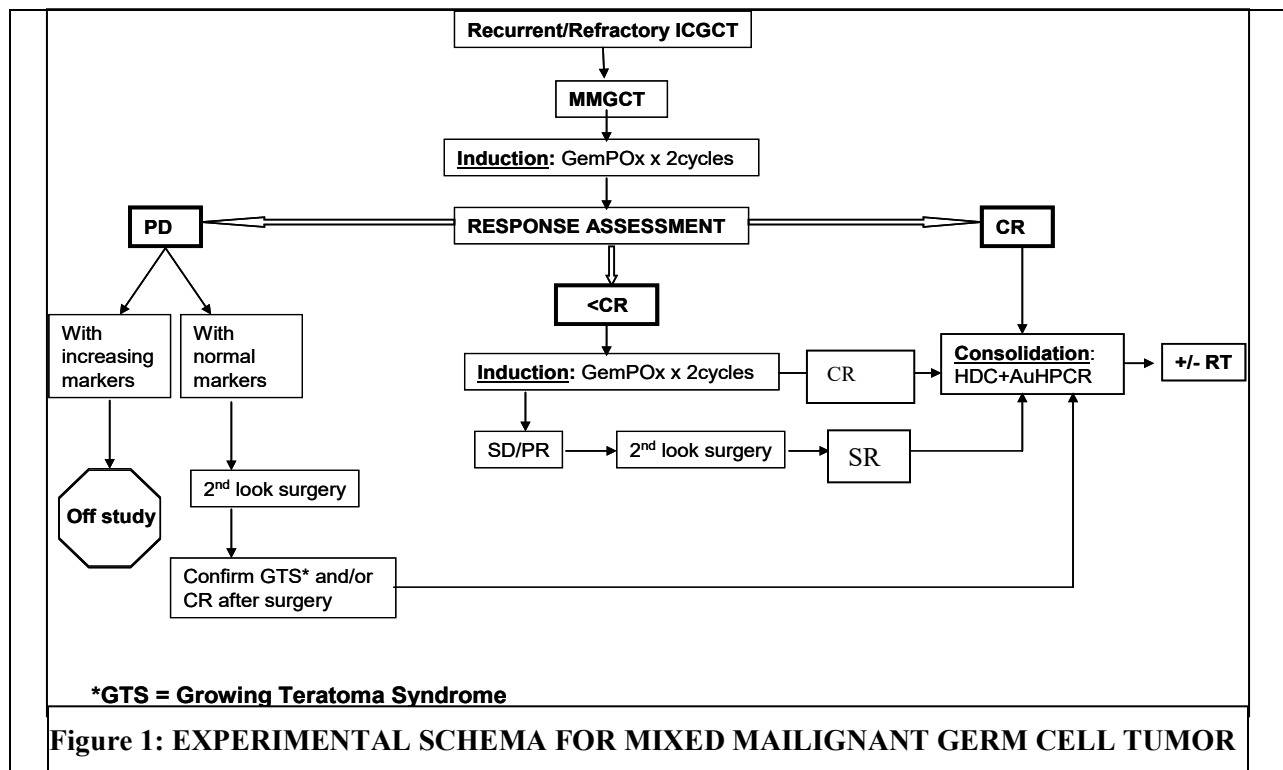 Recurrent/Refractory ICGCT
MMGCT
Induction: GemPOx x 2cycles
PD
RESPONSE ASSESSMENT
CR
<CR
With
increasing
markers
With
normal
markers
Induction: GemPOx x 2cycles
CR
Consolidation:
HDC+AuHPCR
+/- RT
SD/PR
2nd look surgery
SR
Off study
2nd look surgery
Confirm GTS* and/or
CR after surgery
*GTS = Growing Teratoma Syndrome
Figure 1: EXPERIMENTAL SCHEMA FOR MIXED MAILIGNANT GERM CELL TUMOR